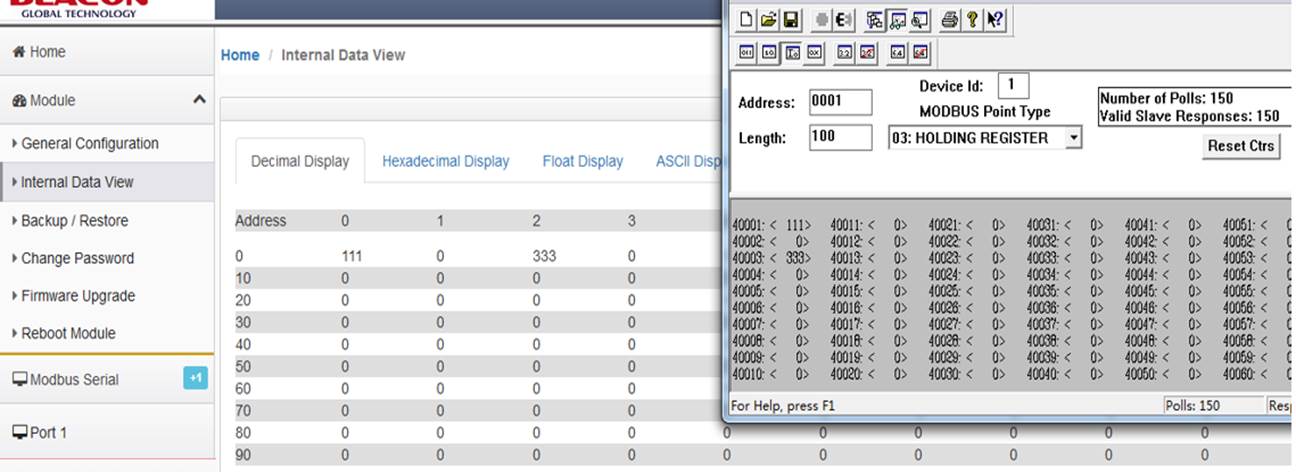 BEACON
GLOBAL TECHNOLOGY
Home
Module
General Configuration
Internal Data View
Backup / Restore
Change Password
Firmware Upgrade
Reboot Module
Modbus Serial +1
Port 1
Home / Internal Data View
Decimal Display Hexadecimal Display Float Display ASCII Disp
Address 0 1 2 3
0 111 0 333 0
10 0 0 0 0
20 0 0 0 0
30 0 0 0 0
40 0 0 0 0
50 0 0 0 0
60 0 0 0 0
70 0 0 0 0
80 0 0 0 0 0 0 0 0 0 0
90 0 0 0 0 0 0 0 0 0 0
Address: 0001
Length: 100
Device Id: 1
MODBUS Point Type
03: HOLDING REGISTER
Number of Polls: 150
Valid Slave Responses: 150
Reset Ctrs
40001: < 111> 40011: < 0> 40021: < 0> 40031: < 0> 40041: < 0> 40051: <
40002: < 0> 40012: < 0> 40022: < 0> 40032: < 0> 40042: < 0> 40052: <
40003: < 333> 40013: < 0> 40023: < 0> 40033: < 0> 40043: < 0> 40053: <
40004: < 0> 40014: < 0> 40024: < 0> 40034: < 0> 40044: < 0> 40054: <
40005: < 0> 40015: < 0> 40025: < 0> 40035: < 0> 40045: < 0> 40055: <
40006: < 0> 40016: < 0> 40026: < 0> 40036: < 0> 40046: < 0> 40056: <
40007: < 0> 40017: < 0> 40027: < 0> 40037: < 0> 40047: < 0> 40057: <
40008: < 0> 40018: < 0> 40028: < 0> 40038: < 0> 40048: < 0> 40058: <
40009: < 0> 40019: < 0> 40029: < 0> 40039: < 0> 40049: < 0> 40059: <
40010: < 0> 40020: < 0> 40030: < 0> 40040: < 0> 40050: < 0> 40060: <
For Help, press F1
Polls: 150
Resp